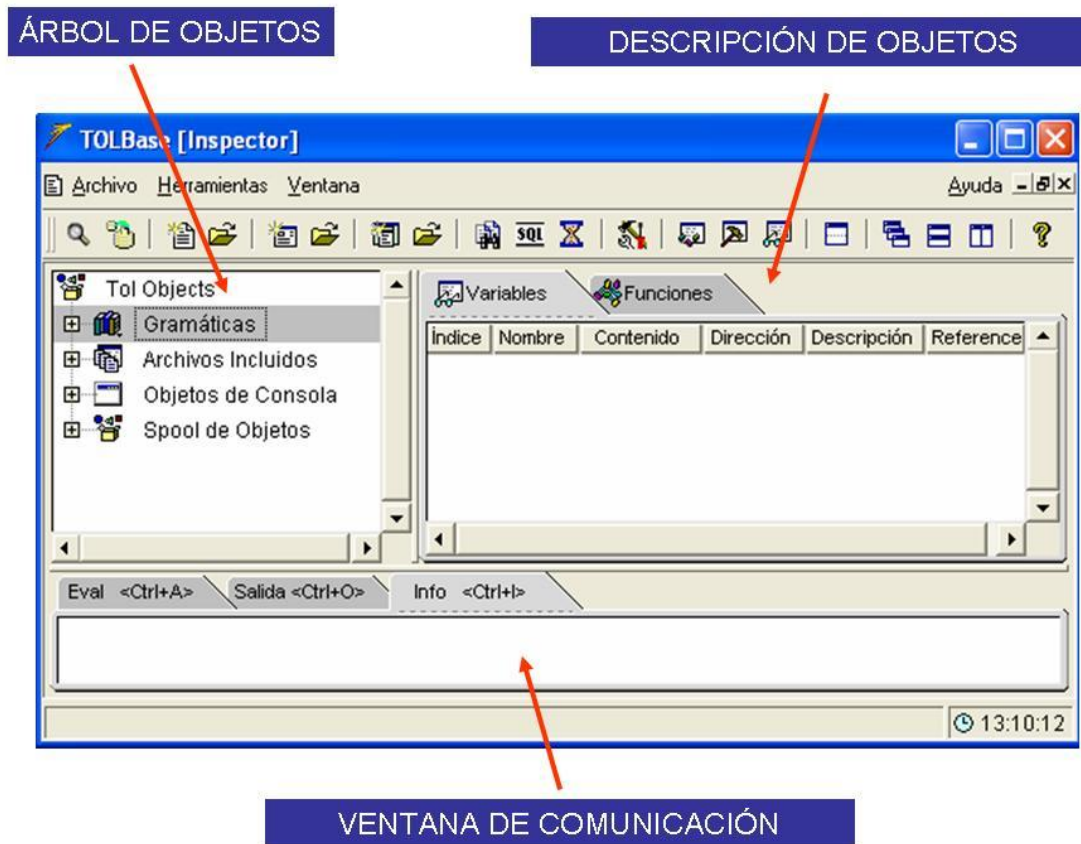 ÁRBOL DE OBJETOS
DESCRIPCIÓN DE OBJETOS
TOLBase [Inspector]
Archivo Herramientas Ventana Ayuda
SQL
Tol Objects
Gramáticas
Archivos Incluidos
Objetos de Consola
Spool de Objetos
Variables Funciones
Índice Nombre Contenido Dirección Descripción Reference
Eval <Ctrl+A> Salida <Ctrl+O> Info <Ctrl+I>
13:10:12
VENTANA DE COMUNICACIÓN